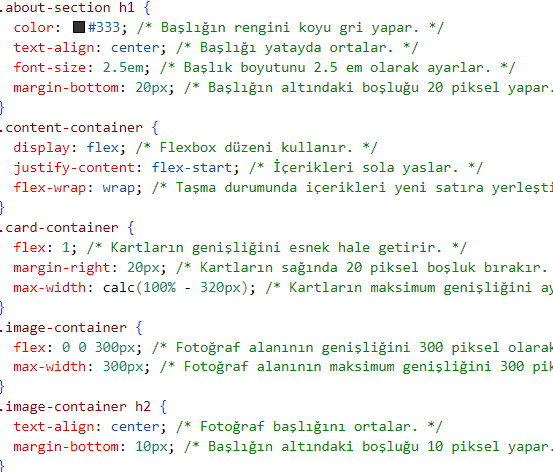 .about-section h1 {
color: #333; /* Başlığın rengini koyu gri yapar. */
text-align: center; /* Başlığı yatayda ortalar. */
font-size: 2.5em; /* Başlık boyutunu 2.5 em olarak ayarlar. */
margin-bottom: 20px; /* Başlığın altındaki boşluğu 20 piksel yapar.
}
.content-container {
display: flex; /* Flexbox düzeni kullanır. */
justify-content: flex-start; /* İçerikleri sola yaslar. */
flex-wrap: wrap; /* Taşma durumunda içerikleri yeni satıra yerleşti
}
.card-container {
flex: 1; /* Kartların genişliğini esnek hale getirir. */
margin-right: 20px; /* Kartların sağında 20 piksel boşluk bırakır.
max-width: calc(100% - 320px); /* Kartların maksimum genişliğini ay
}
.image-container {
flex: 0 0 300px; /* Fotoğraf alanının genişliğini 300 piksel olarak
max-width: 300px; /* Fotoğraf alanının maksimum genişliğini 300 pik
}
.image-container h2 {
text-align: center; /* Fotoğraf başlığını ortalar. */
margin-bottom: 10px; /* Başlığın altındaki boşluğu 10 piksel yapar.
}